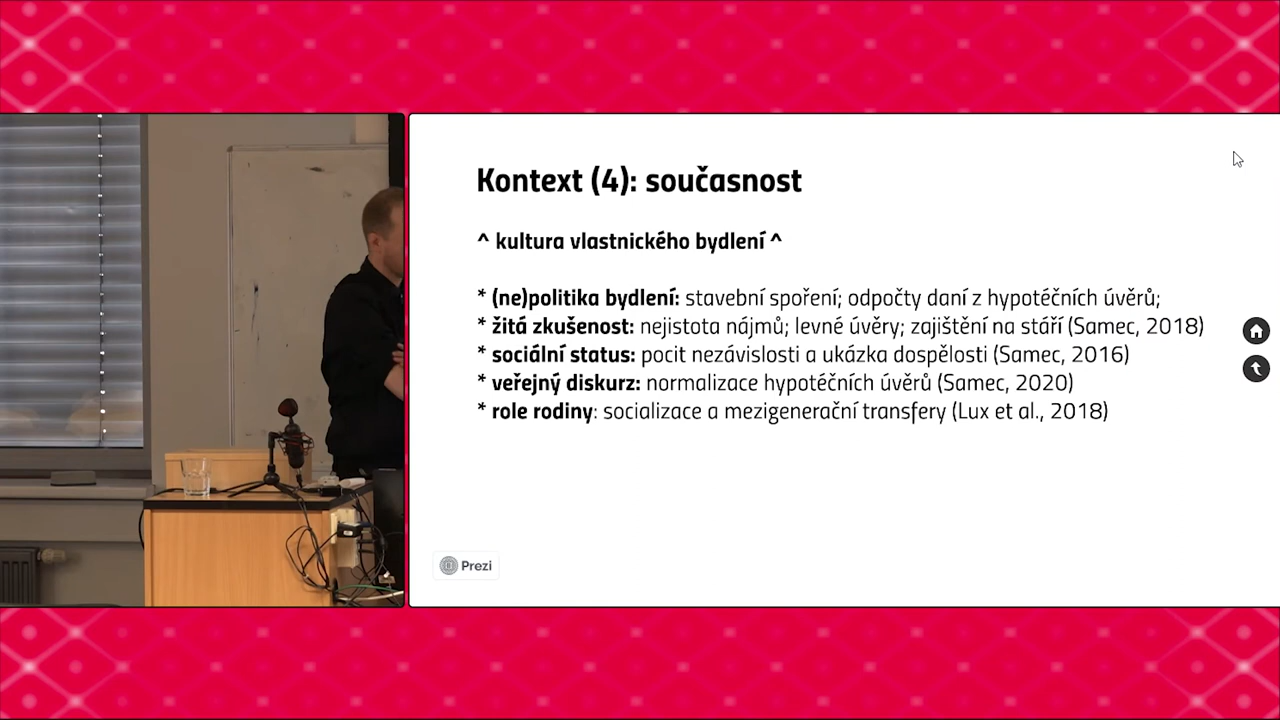 Kontext (4): současnost
^ kultura vlastnického bydlení ^
* (ne)politika bydlení: stavební spoření; odpočty daní z hypotéčních úvěrů;
* žitá zkušenost: nejistota nájmů; levné úvěry; zajištění na stáří (Samec, 2018)
* sociální status: pocit nezávislosti a ukázka dospělosti (Samec, 2016)
* veřejný diskurz: normalizace hypotéčních úvěrů (Samec, 2020)
* role rodiny: socializace a mezigenerační transfery (Lux et al., 2018)
Prezi